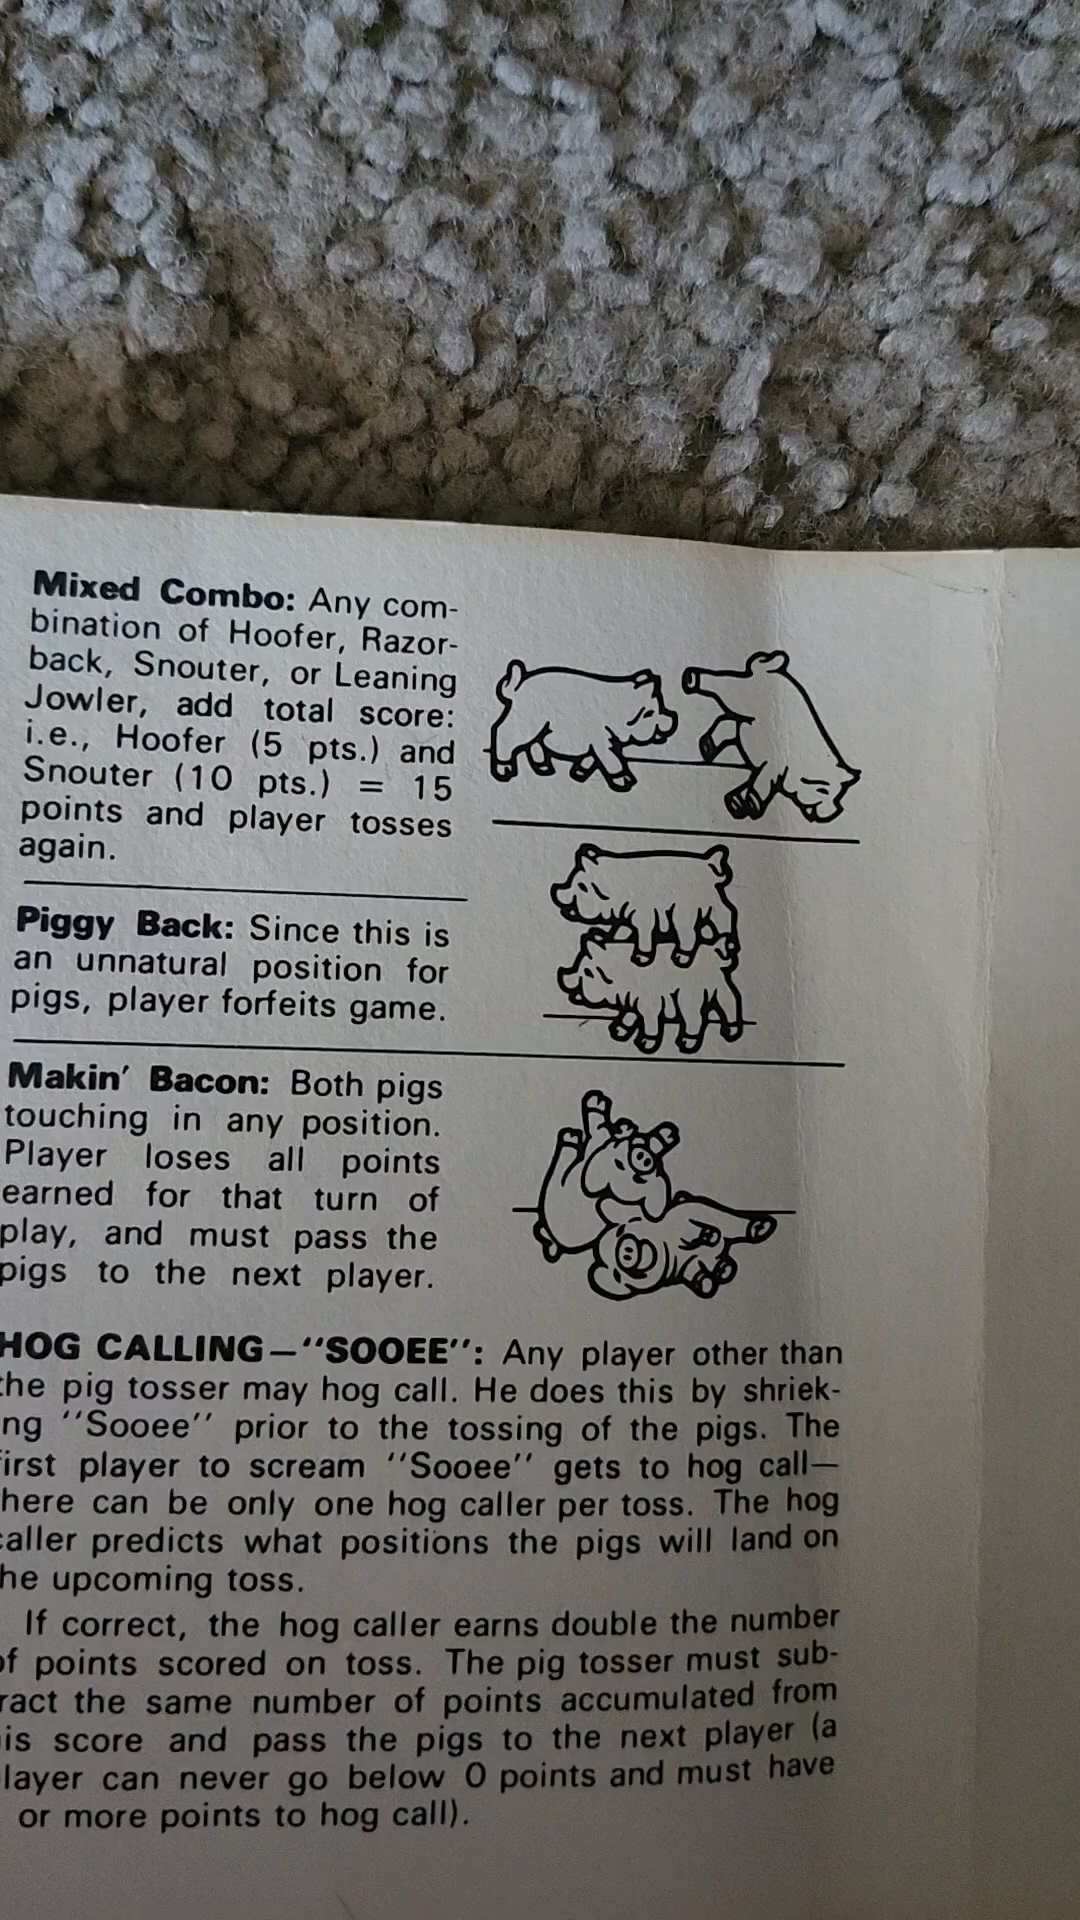 Mixed Combo: Any com-
bination of Hoofer, Razor-
back, Snouter, or Leaning
Jowler, add total score:
i.e., Hoofer (5 pts.) and
Snouter (10 pts.) = 15
points and player tosses
again.
Piggy Back: Since this is
an unnatural position for
pigs, player forfeits game.
Makin' Bacon: Both pigs
touching in any position.
Player loses all points
earned for that turn of
play, and must pass the
pigs to the next player.
HOG CALLING—"SOOEE": Any player other than
the pig tosser may hog call. He does this by shriek-
ng "Sooee" prior to the tossing of the pigs. The
irst player to scream "Sooee" gets to hog call—
here can be only one hog caller per toss. The hog
caller predicts what positions the pigs will land on
he upcoming toss.
If correct, the hog caller earns double the number
of points scored on toss. The pig tosser must sub-
ract the same number of points accumulated from
is score and pass the pigs to the next player (a
layer can never go below 0 points and must have
or more points to hog call).